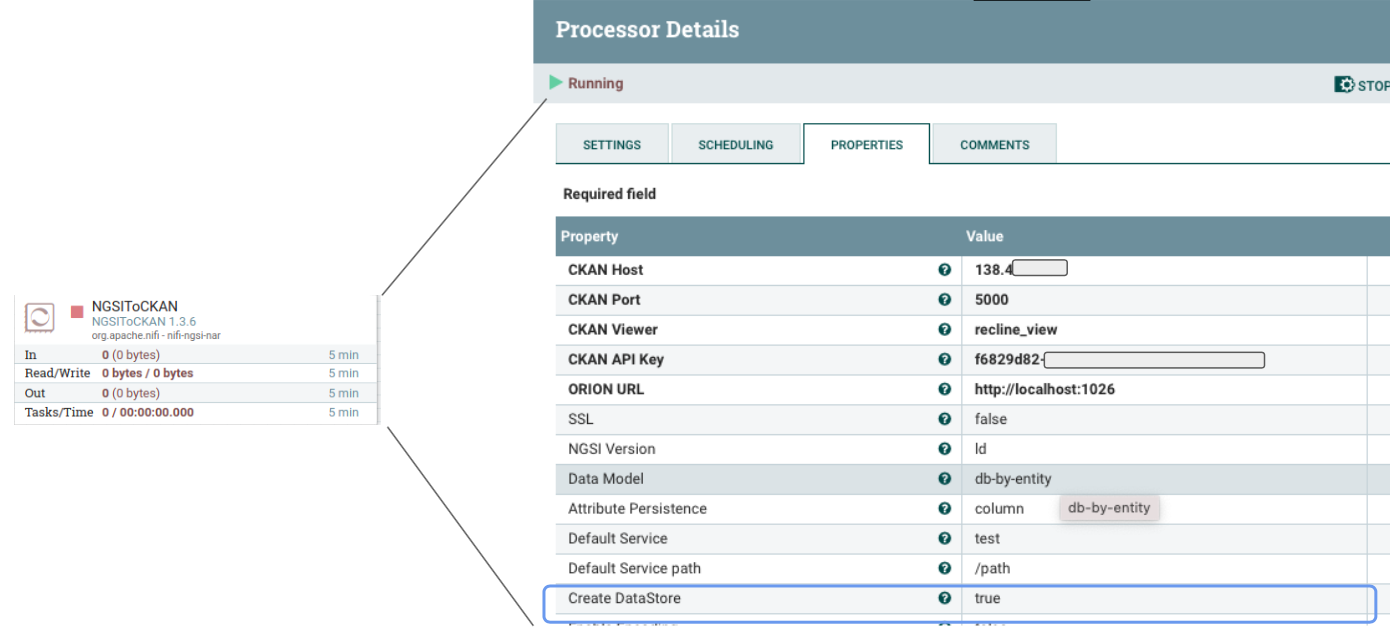 Processor Details
Running
STOP
SETTINGS SCHEDULING PROPERTIES COMMENTS
Required field
Property Value
CKAN Host 138.4
CKAN Port 5000
CKAN Viewer recline_view
CKAN API Key f6829d82-
ORION URL http://localhost:1026
SSL false
NGSI Version ld
Data Model db-by-entity
Attribute Persistence column
db-by-entity
Default Service test
Default Service path /path
Create DataStore true
NGSIToCKAN
NGSIToCKAN 1.3.6
org.apache.nifi - nifi-ngsi-nar
In 0 (0 bytes) 5 min
Read/Write 0 bytes / 0 bytes 5 min
Out 0 (0 bytes) 5 min
Tasks/Time 0 / 00:00:00.000 5 min